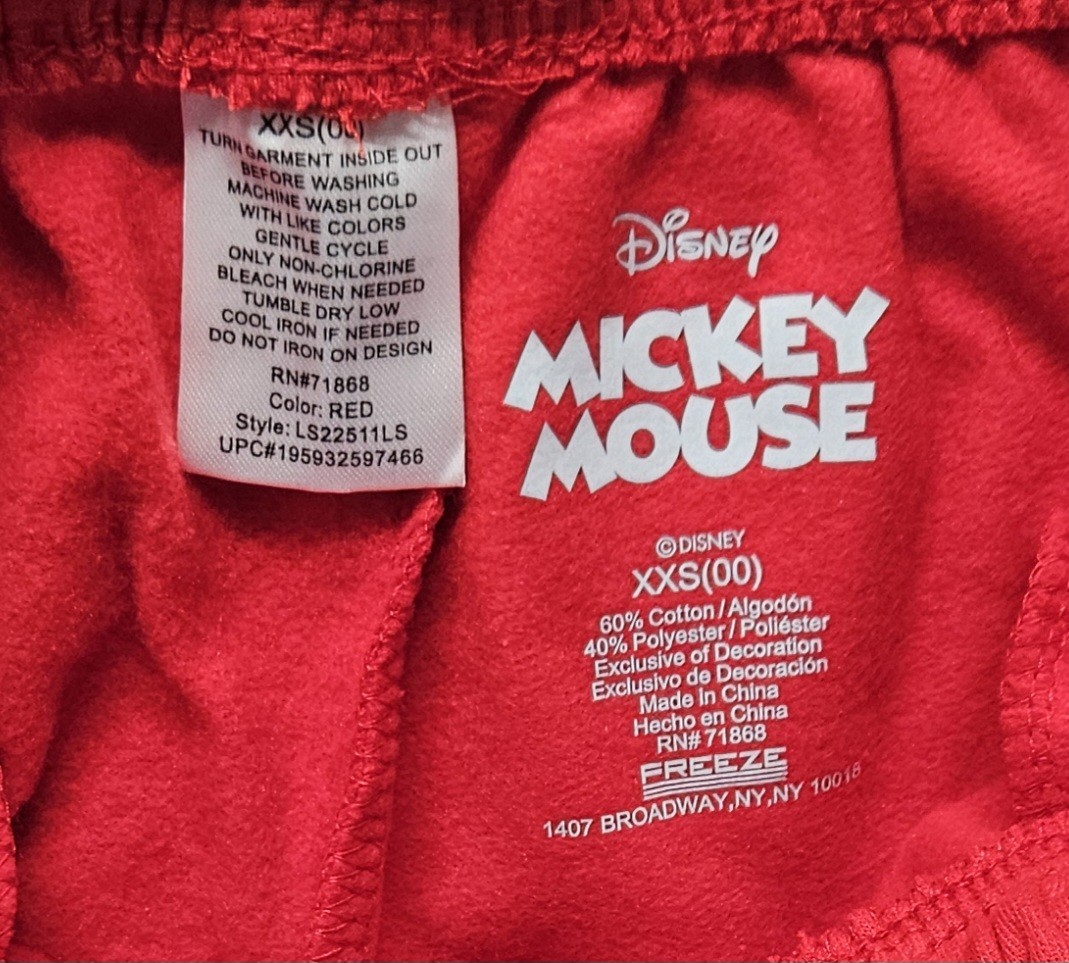 XXS(00)
TURN GARMENT INSIDE OUT
BEFORE WASHING
MACHINE WASH COLD
WITH LIKE COLORS
GENTLE CYCLE
ONLY NON-CHLORINE
BLEACH WHEN NEEDED
TUMBLE DRY LOW
COOL IRON IF NEEDED
DO NOT IRON ON DESIGN
RN#71868
Color: RED
Style: LS22511LS
UPC#195932597466
Disney
MICKEY
MOUSE
©DISNEY
XXS(00)
60% Cotton / Algodón
40% Polyester / Poliéster
Exclusive of Decoration
Exclusivo de Decoración
Made in China
Hecho en China
RN# 71868
FREEZE
1407 BROADWAY,NY,NY 10018